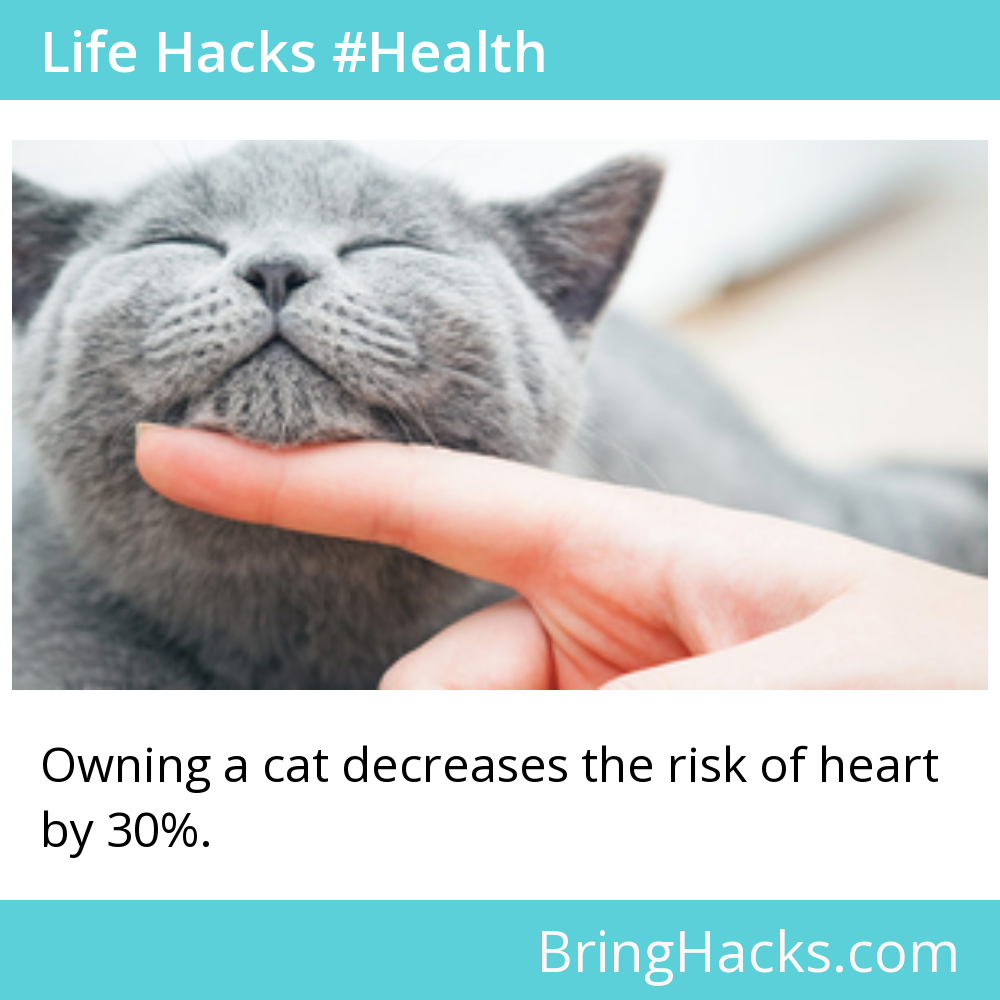 Life Hacks #Health
Owning a cat decreases the risk of heart
by 30%.
BringHacks.com